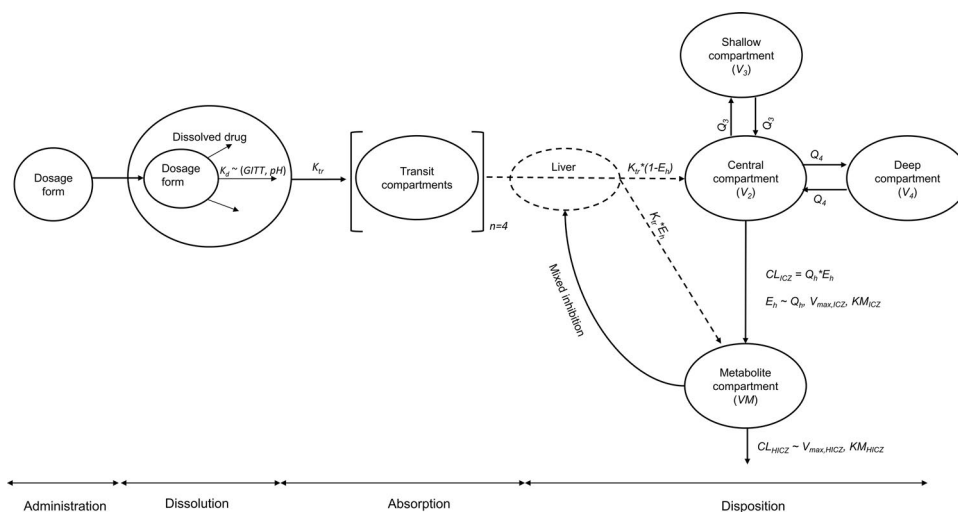 Shallow
compartment
(V3)
Q3
Q3
Dissolved drug
Dosage
form
Dosage
form
Kd ~ (GITT, pH)
Ktr
Transit
compartments
n=4
Liver
Ktr*(1-Eh)
Ktr*Eh
Central
compartment
(V2)
Q4
Q4
Deep
compartment
(V4)
Mixed inhibition
CLICZ = Qh*Eh
Eh ~ Qh, Vmax,ICZ, KMICZ
Metabolite
compartment
(VM)
CLHICZ ~ Vmax,HICZ, KMHICZ
Administration
Dissolution
Absorption
Disposition